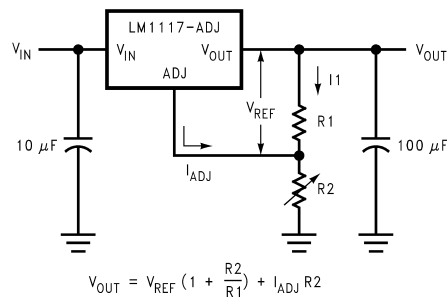 LM1117-ADJ
V_IN
V_IN
V_OUT
V_OUT
ADJ
I1
V_REF
R1
10 µF
100 µF
I_ADJ
R2
V_OUT = V_REF (1 + R2/R1) + I_ADJ R2